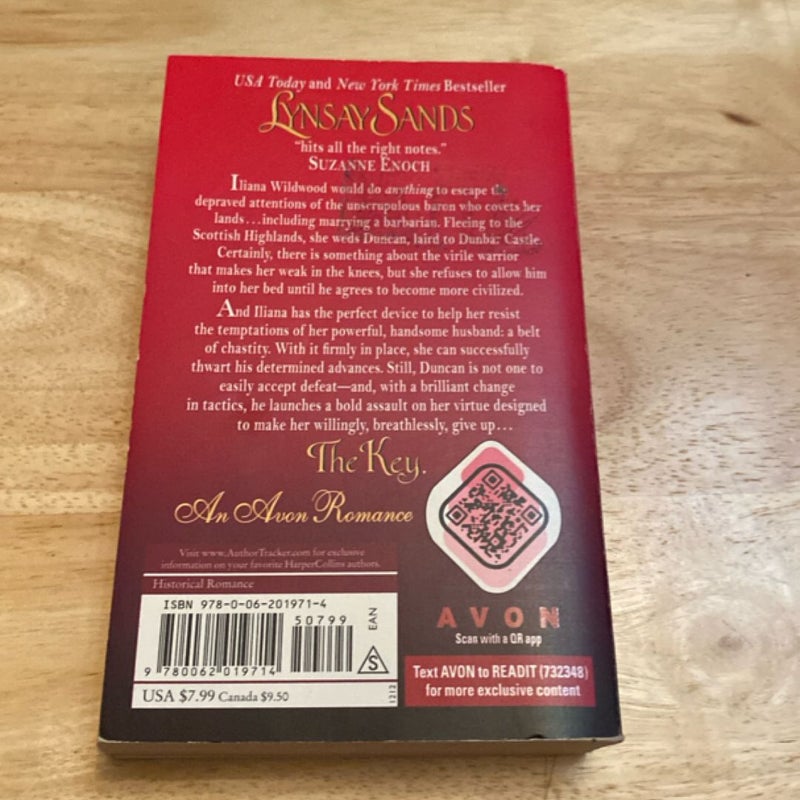 USA Today and New York Times Bestseller
LYNSAY SANDS
"hits all the right notes."
SUZANNE ENOCH
Iliana Wildwood would do anything to escape the
depraved attentions of the unscrupulous baron who covets her
lands...including marrying a barbarian. Fleeing to the
Scottish Highlands, she weds Duncan, laird to Dunbar Castle.
Certainly, there is something about the virile warrior
that makes her weak in the knees, but she refuses to allow him
into her bed until he agrees to become more civilized.
And Iliana has the perfect device to help her resist
the temptations of her powerful, handsome husband: a belt
of chastity. With it firmly in place, she can successfully
thwart his determined advances. Still, Duncan is not one to
easily accept defeat—and, with a brilliant change
in tactics, he launches a bold assault on her virtue designed
to make her willingly, breathlessly, give up...
The Key.
An Avon Romance
Visit www.AuthorTracker.com for exclusive
information on your favorite HarperCollins authors.
Historical Romance
ISBN 978-0-06-201971-4
50799
EAN
9 780062 019714
S
USA $7.99 Canada $9.50
1212
AVON
Scan with a QR app
Text AVON to READIT (732348)
for more exclusive content